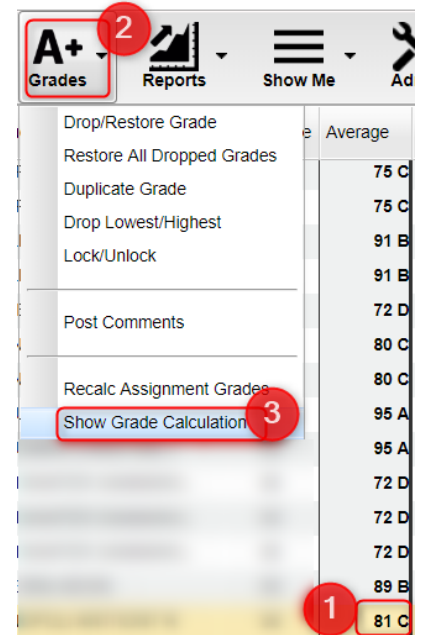 2
A+
Grades
Reports
Show Me
Ad
Drop/Restore Grade
Restore All Dropped Grades
Duplicate Grade
Drop Lowest/Highest
Lock/Unlock
Post Comments
Recalc Assignment Grades
Show Grade Calculation
3
e
Average
75 C
75 C
91 B
91 B
72 D
80 C
80 C
95 A
95 A
72 D
72 D
72 D
89 B
1
81 C